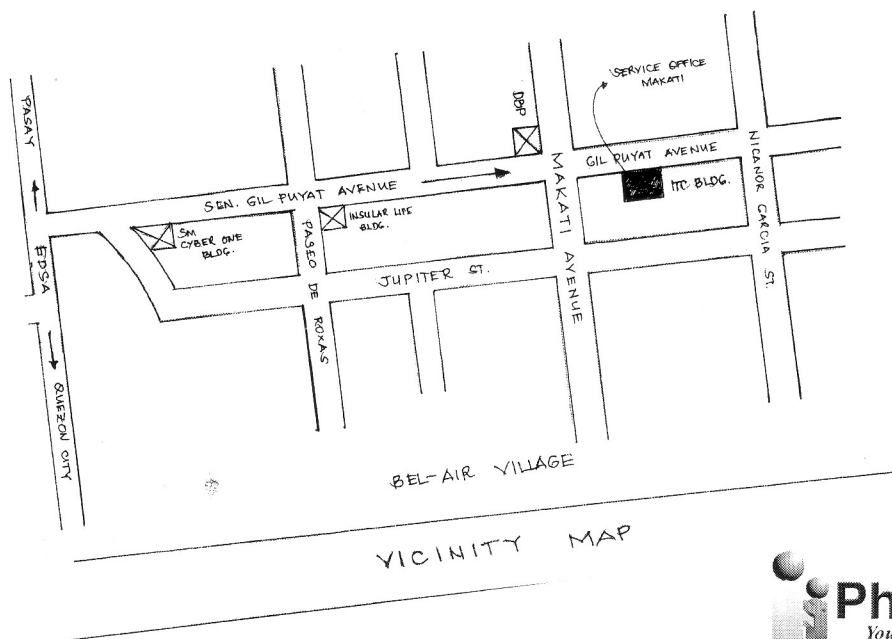 SERVICE OFFICE
MAKATI
DBP
PASAY
NICANOR GARCIA ST.
GIL PUYAT AVENUE
MAKATI AVENUE
ITC BLDG.
SEN. GIL PUYAT AVENUE
INSULAR LIFE
BLDG.
SM
CYBER ONE
BLDG.
PASEO DE ROXAS
EDSA
JUPITER ST.
QUEZON CITY
BEL-AIR VILLAGE
VICINITY MAP
Ph
You